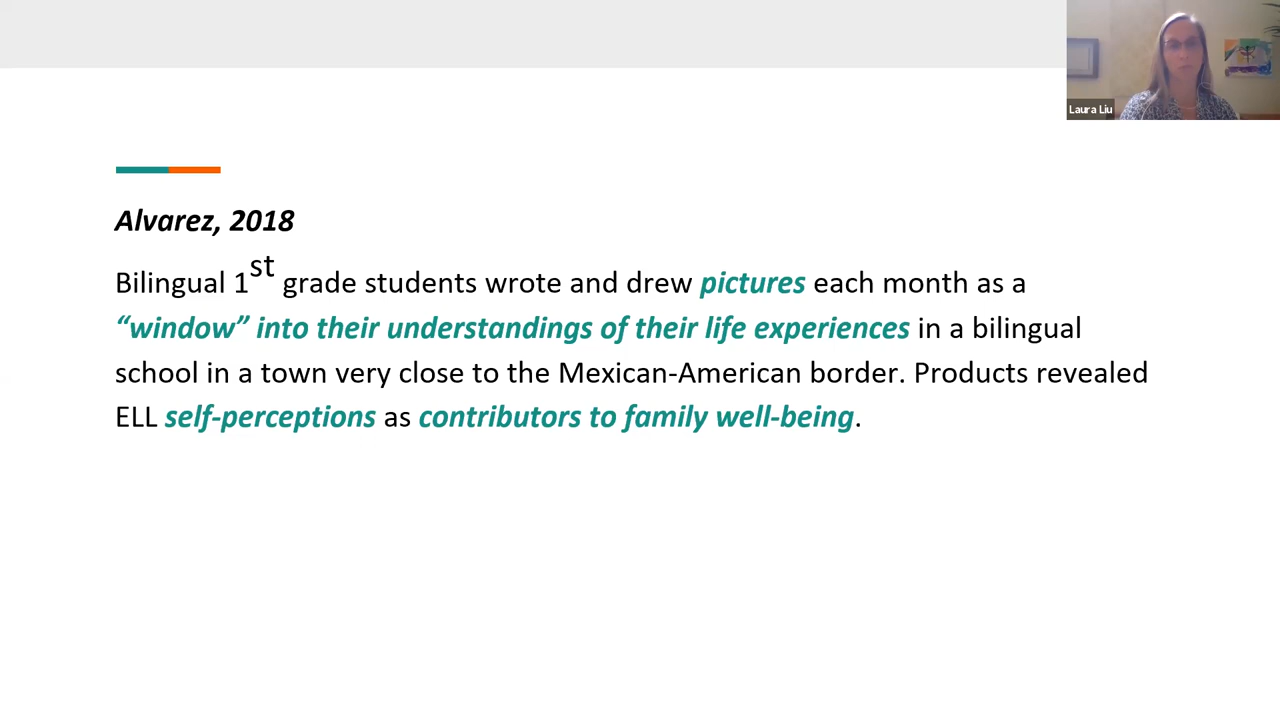 Laura Liu
Alvarez, 2018
Bilingual 1st grade students wrote and drew pictures each month as a
“window” into their understandings of their life experiences in a bilingual
school in a town very close to the Mexican-American border. Products revealed
ELL self-perceptions as contributors to family well-being.